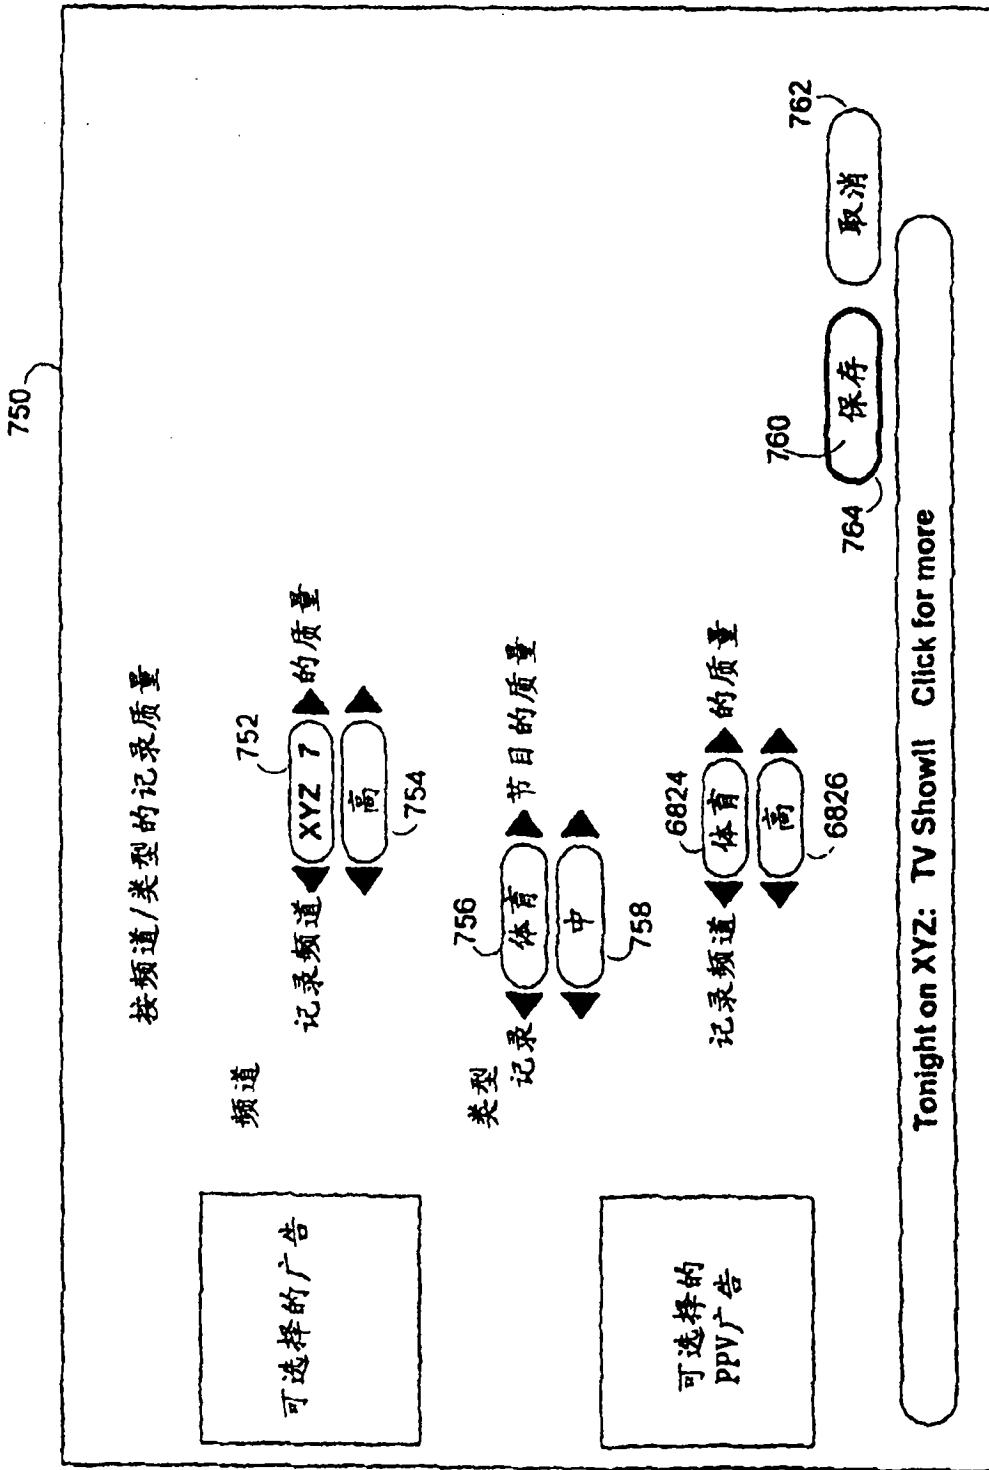 750
按频道/类型的记录质量
可选择的广告
频道
752
记录频道 XYZ 7 的质量
高
754
类型
756
记录 体育 节目的质量
中
758
可选择的
PPV广告
6824
记录频道 体育 的质量
高
6826
760
762
保存 取消
764
Tonight on XYZ: TV Show!! Click for more